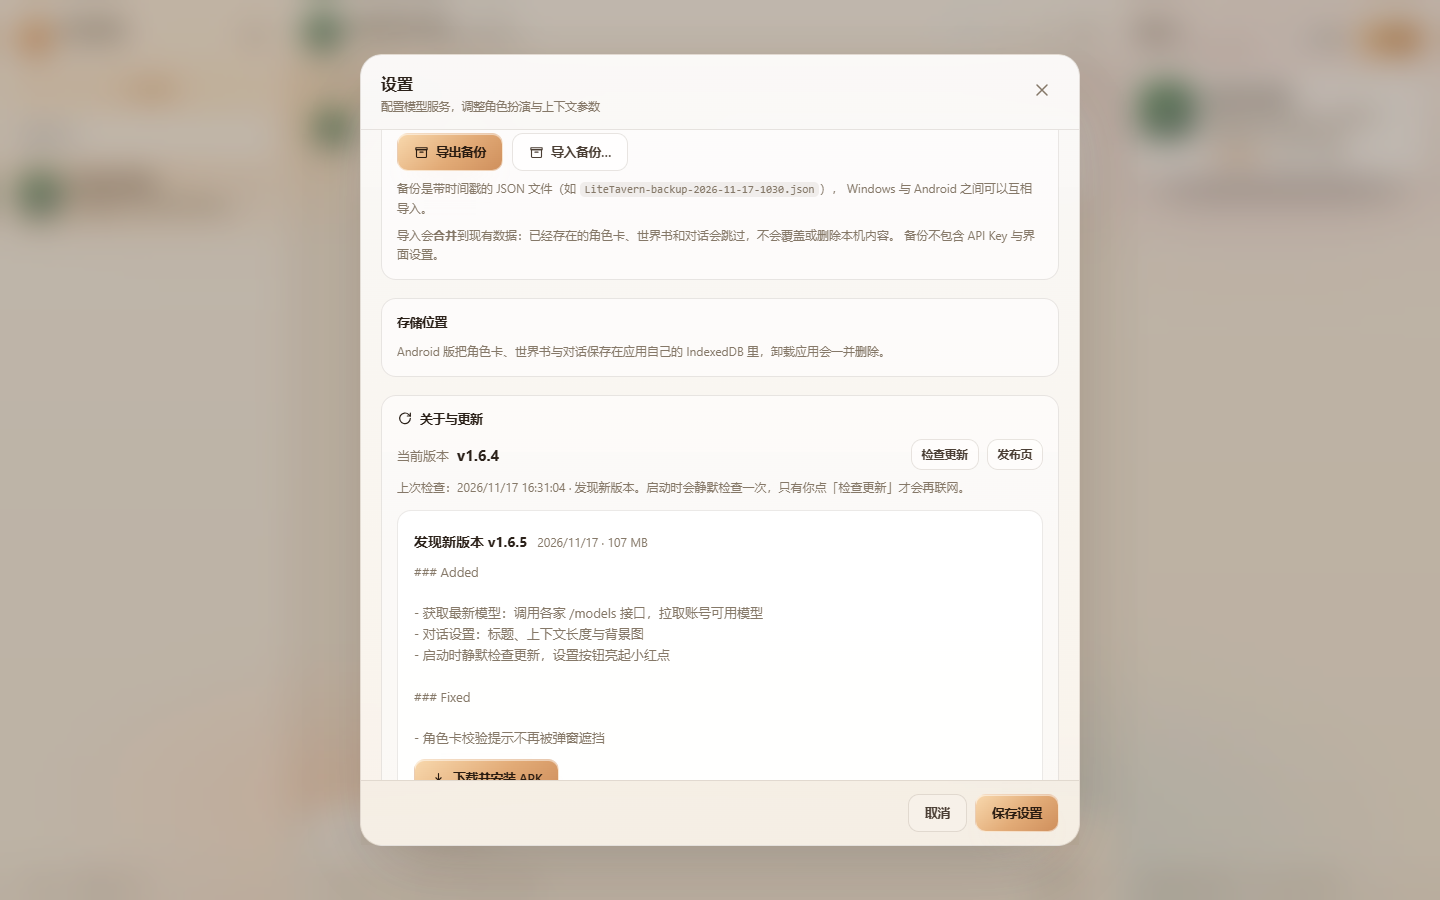 设置
配置模型服务，调整角色扮演与上下文参数
导出备份
导入备份...
备份是带时间戳的 JSON 文件（如 LiteTavern-backup-2026-11-17-1030.json）， Windows 与 Android 之间可以互相
导入。
导入会合并到现有数据：已经存在的角色卡、世界书和对话会跳过，不会覆盖或删除本机内容。 备份不包含 API Key 与界
面设置。
存储位置
Android 版把角色卡、世界书与对话保存在应用自己的 IndexedDB 里，卸载应用会一并删除。
关于与更新
当前版本 v1.6.4
检查更新
发布页
上次检查：2026/11/17 16:31:04 · 发现新版本。启动时会静默检查一次，只有你点「检查更新」才会再联网。
发现新版本 v1.6.5 2026/11/17 · 107 MB
### Added
- 获取最新模型：调用各家 /models 接口，拉取账号可用模型
- 对话设置：标题、上下文长度与背景图
- 启动时静默检查更新，设置按钮亮起小红点
### Fixed
- 角色卡校验提示不再被弹窗遮挡
下载并安装 APK
取消
保存设置